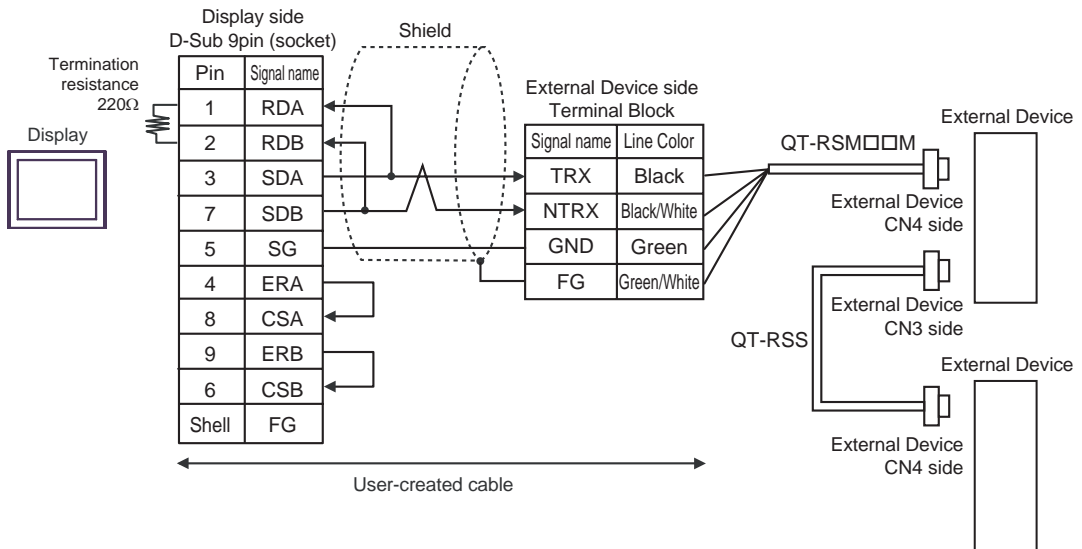 Display side
D-Sub 9pin (socket)
Shield
Termination
resistance
220Ω
Display
Pin Signal name
1 RDA
2 RDB
3 SDA
7 SDB
5 SG
4 ERA
8 CSA
9 ERB
6 CSB
Shell FG
External Device side
Terminal Block
Signal name Line Color
TRX Black
NTRX Black/White
GND Green
FG Green/White
QT-RSM□□M
External Device
External Device
CN4 side
External Device
CN3 side
QT-RSS
External Device
External Device
CN4 side
User-created cable